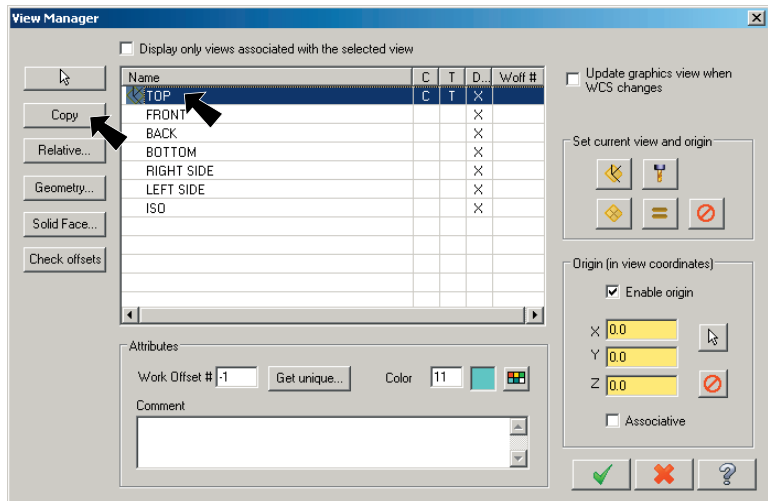 View Manager
Display only views associated with the selected view
Copy
Relative...
Geometry...
Solid Face...
Check offsets
Name C T D... Woff #
TOP C T X
FRONT X
BACK X
BOTTOM X
RIGHT SIDE X
LEFT SIDE X
ISO X
Attributes
Work Offset # -1 Get unique... Color 11
Comment
Update graphics view when
WCS changes
Set current view and origin
Origin (in view coordinates)
Enable origin
X 0.0
Y 0.0
Z 0.0
Associative